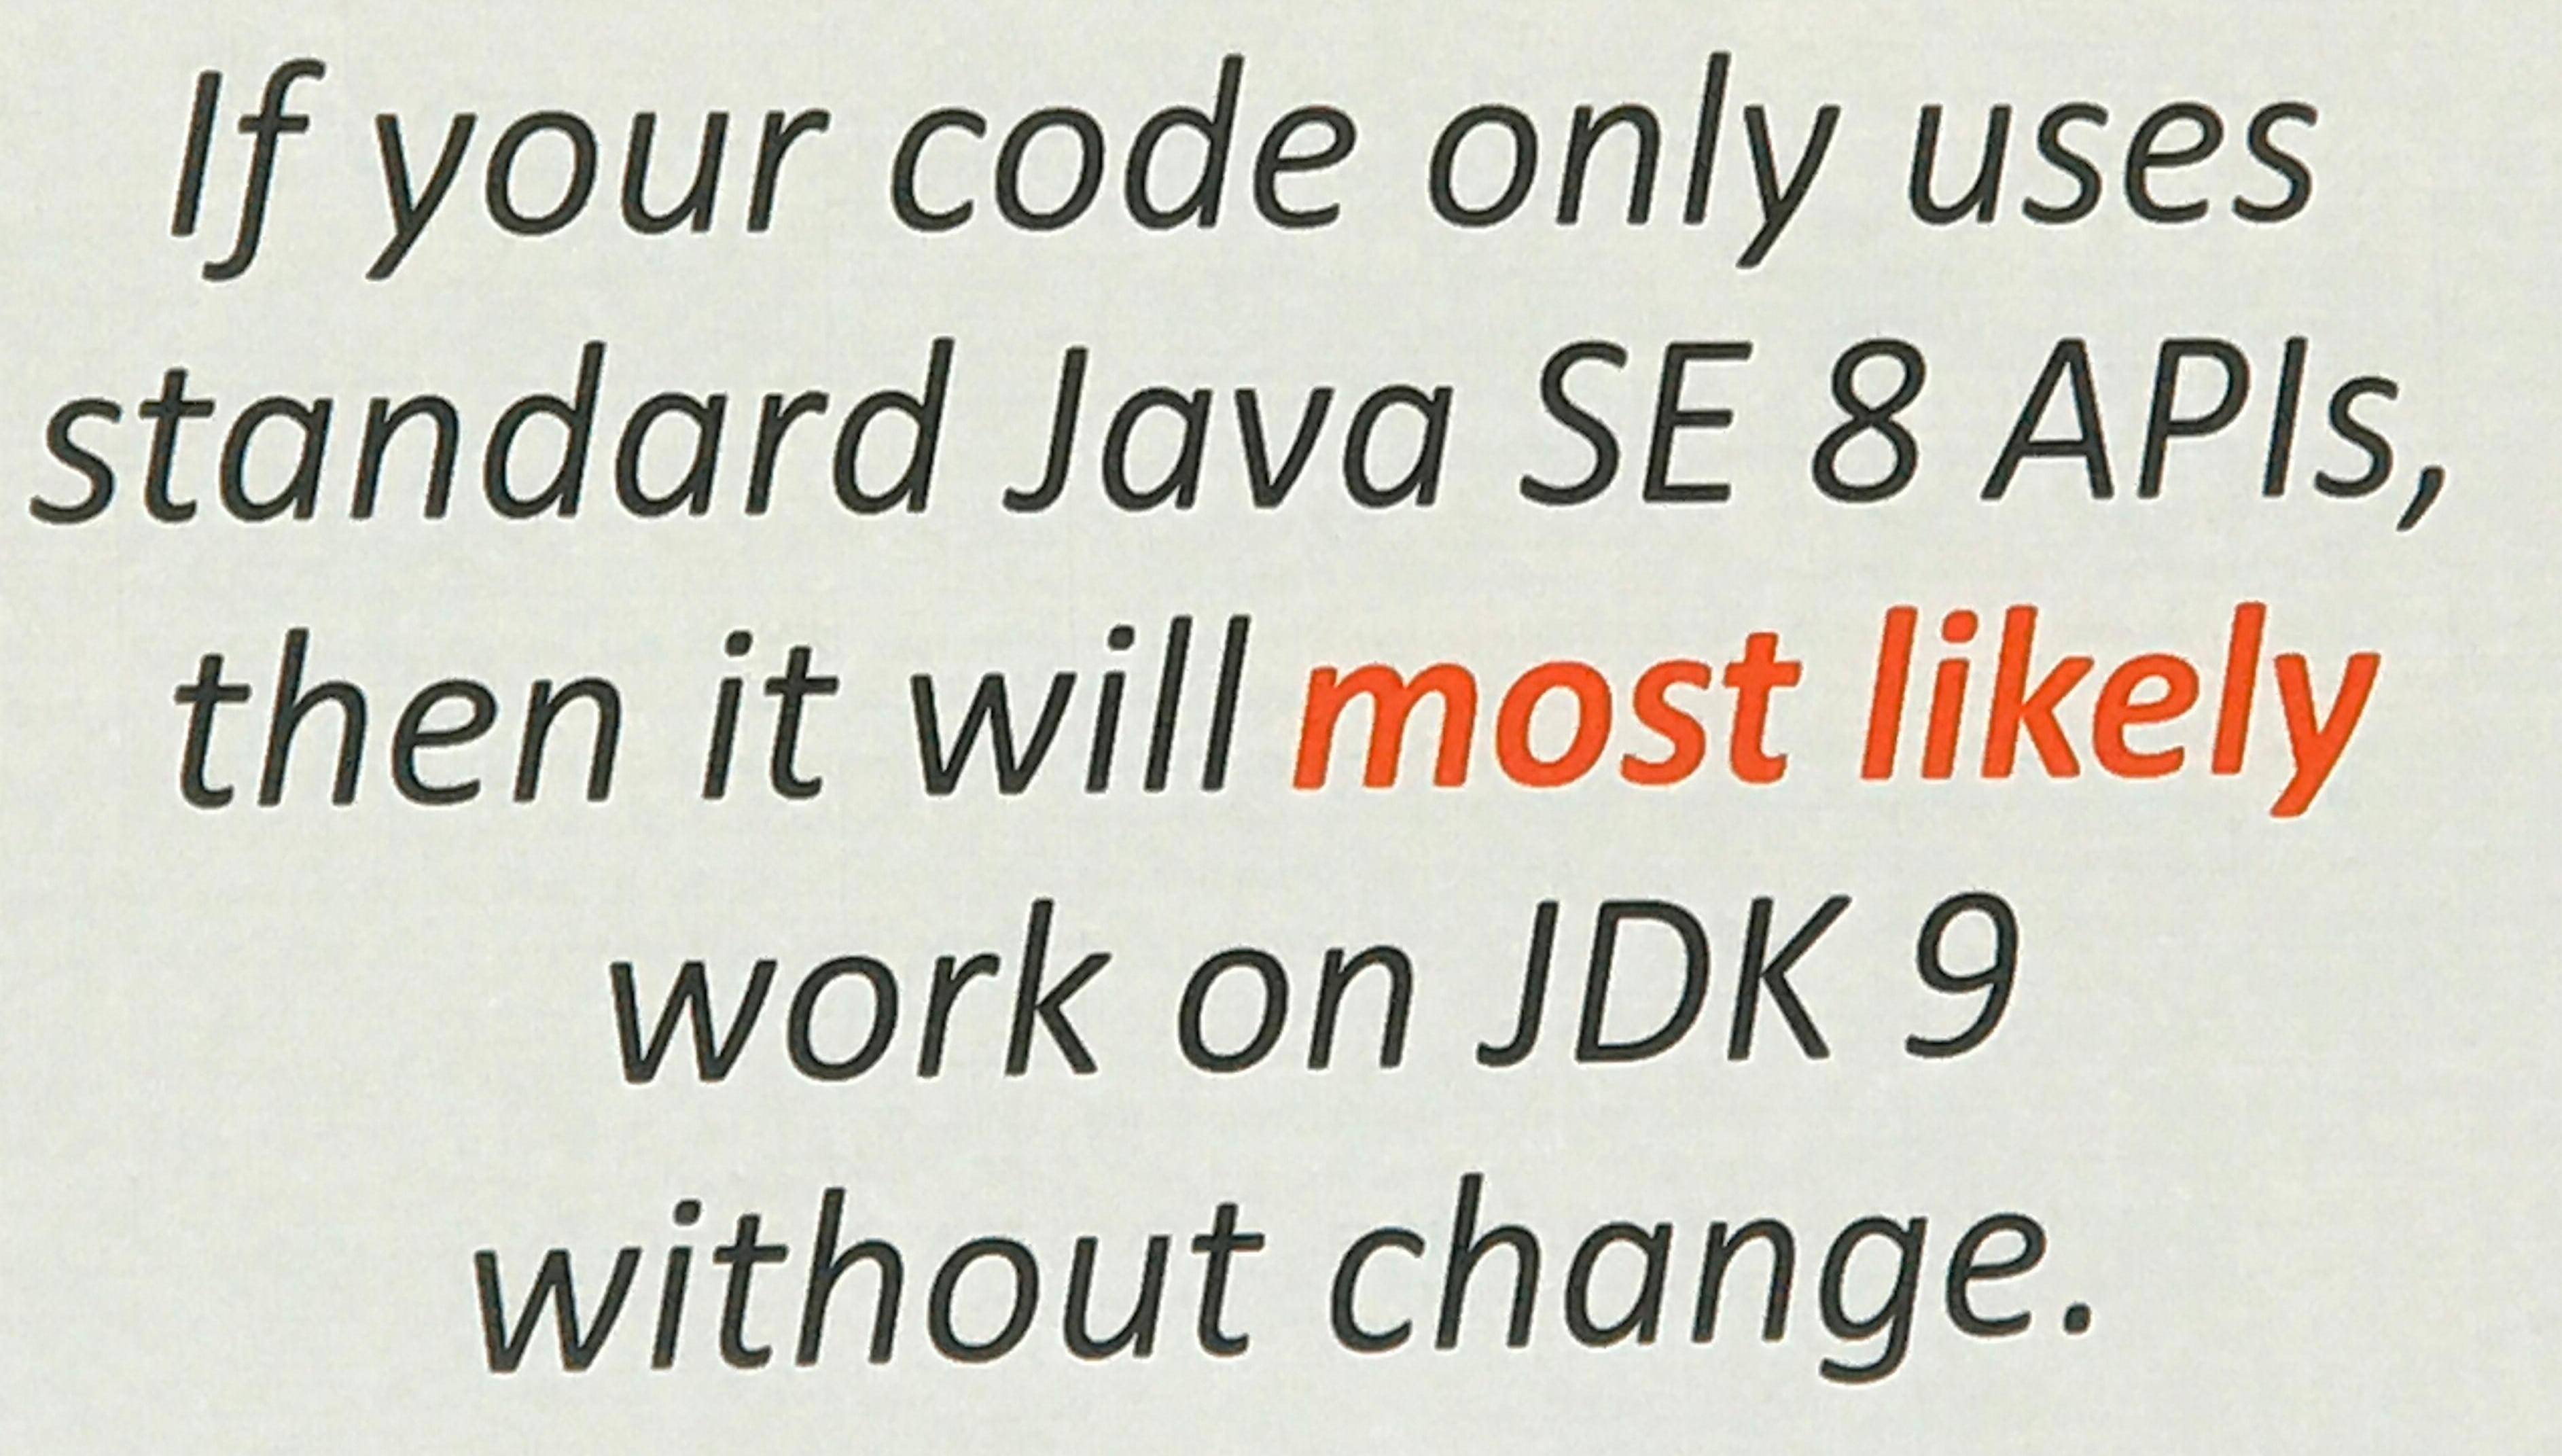 If your code only uses
standard Java SE 8 APIs,
then it will most likely
work on JDK 9
without change.